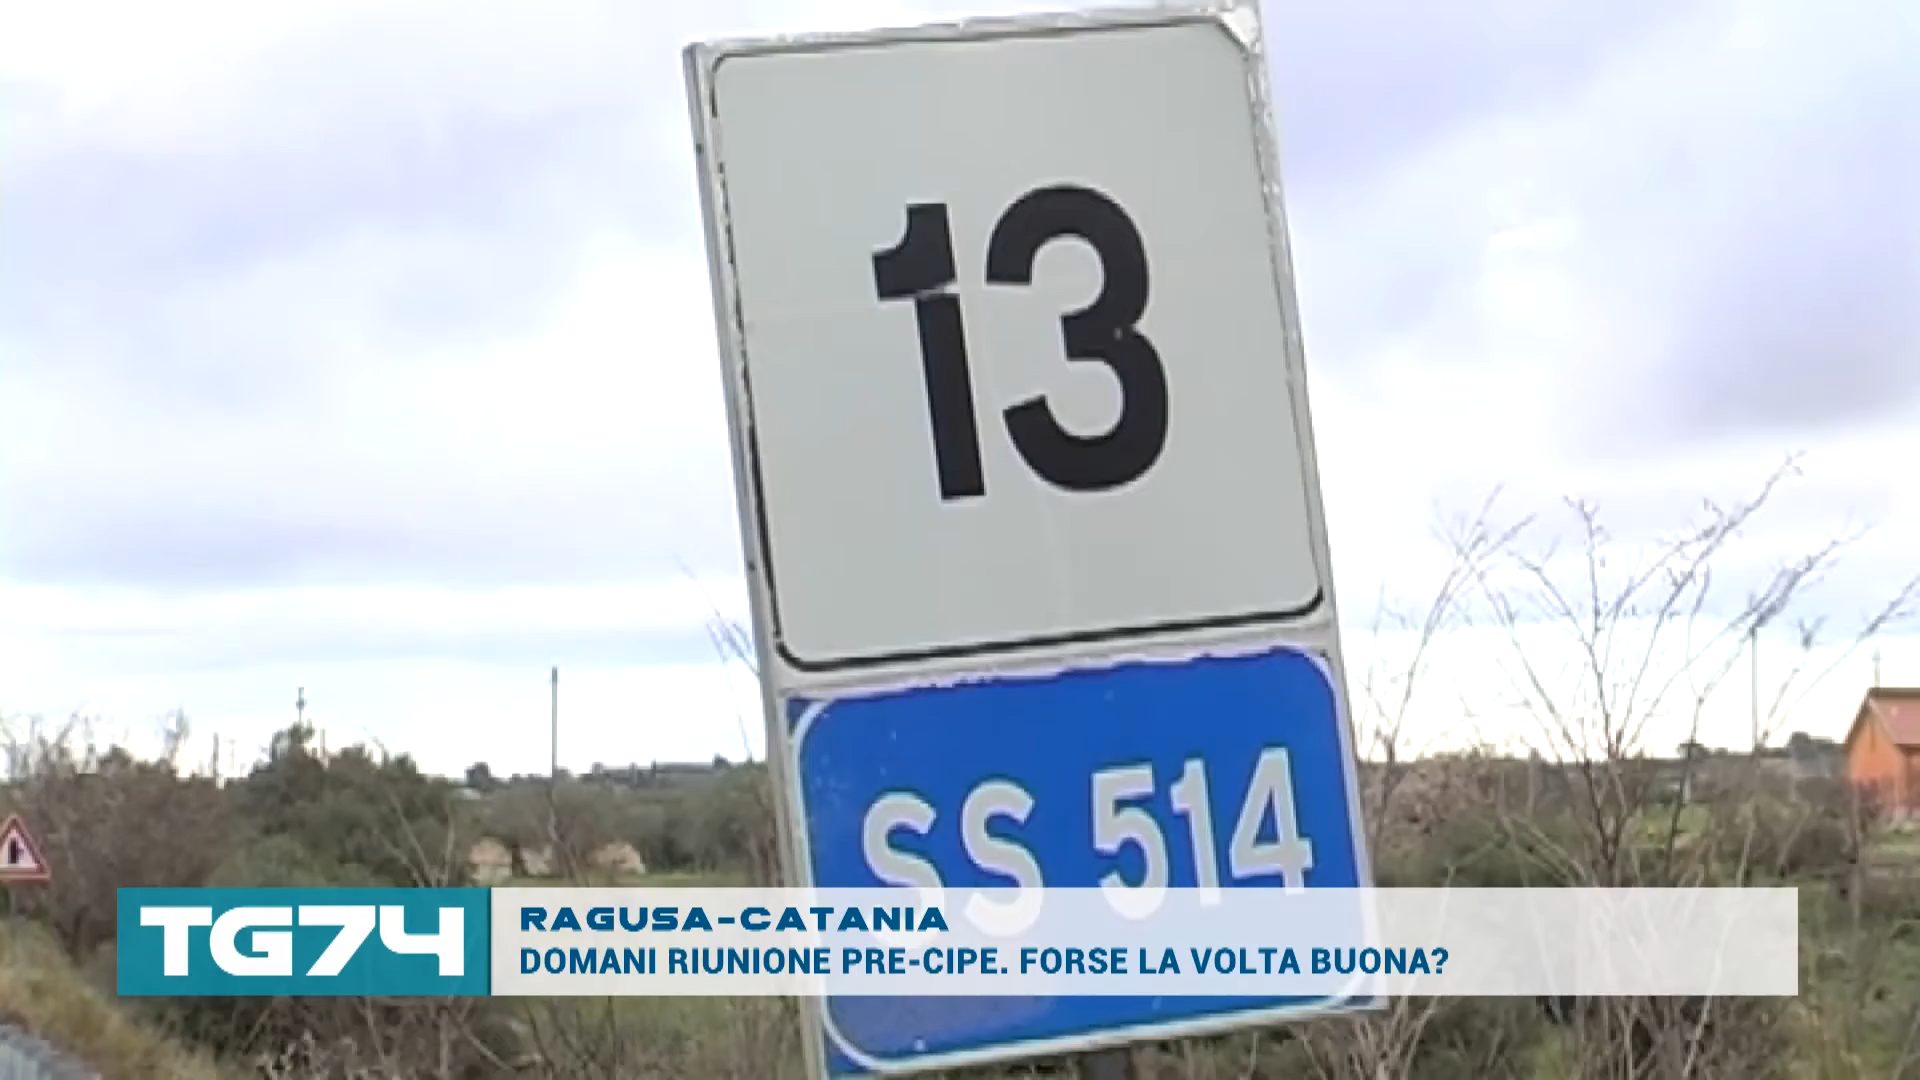 13
SS 514
TG74
RAGUSA-CATANIA
DOMANI RIUNIONE PRE-CIPE. FORSE LA VOLTA BUONA?